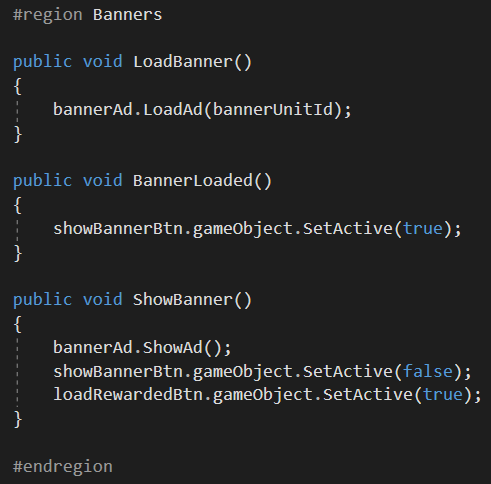 #region Banners
public void LoadBanner()
{
bannerAd.LoadAd(bannerUnitId);
}
public void BannerLoaded()
{
showBannerBtn.gameObject.SetActive(true);
}
public void ShowBanner()
{
bannerAd.ShowAd();
showBannerBtn.gameObject.SetActive(false);
loadRewardedBtn.gameObject.SetActive(true);
}
#endregion